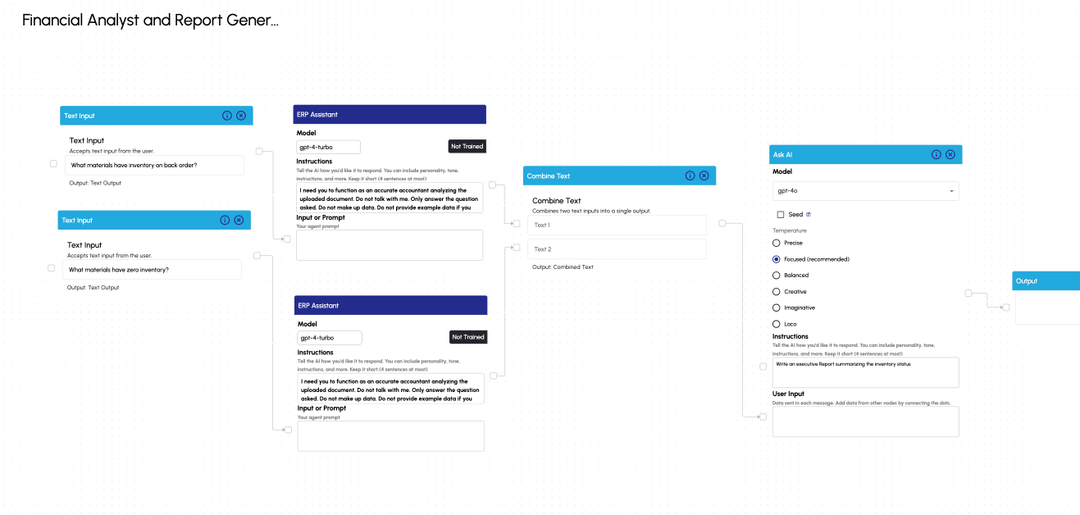 Financial Analyst and Report Gener...
Text Input
Text Input
Accepts text input from the user.
What materials have inventory on back order?
Output: Text Output
Text Input
Text Input
Accepts text input from the user.
What materials have zero inventory?
Output: Text Output
ERP Assistant
Model
gpt-4-turbo
Not Trained
Instructions
Tell the AI how you'd like it to respond. You can include personality, tone,
instructions, and more. Keep it short (4 sentences at most)
I need you to function as an accurate accountant analyzing the
uploaded document. Do not talk with me. Only answer the question
asked. Do not make up data. Do not provide example data if you
Input or Prompt
Your agent prompt
ERP Assistant
Model
gpt-4-turbo
Not Trained
Instructions
Tell the AI how you'd like it to respond. You can include personality, tone,
instructions, and more. Keep it short (4 sentences at most)
I need you to function as an accurate accountant analyzing the
uploaded document. Do not talk with me. Only answer the question
asked. Do not make up data. Do not provide example data if you
Input or Prompt
Your agent prompt
Combine Text
Combine Text
Combines two text inputs into a single output.
Text 1
Text 2
Output: Combined Text
Ask AI
Model
gpt-4o
Seed
Temperature
Precise
Focused (recommended)
Balanced
Creative
Imaginative
Loco
Instructions
Tell the AI how you'd like it to respond. You can include personality, tone,
instructions, and more. Keep it short (4 sentences at most)
Write an executive Report summarizing the inventory status
User Input
Data sent in each message. Add data from other nodes by connecting the dots.
Output